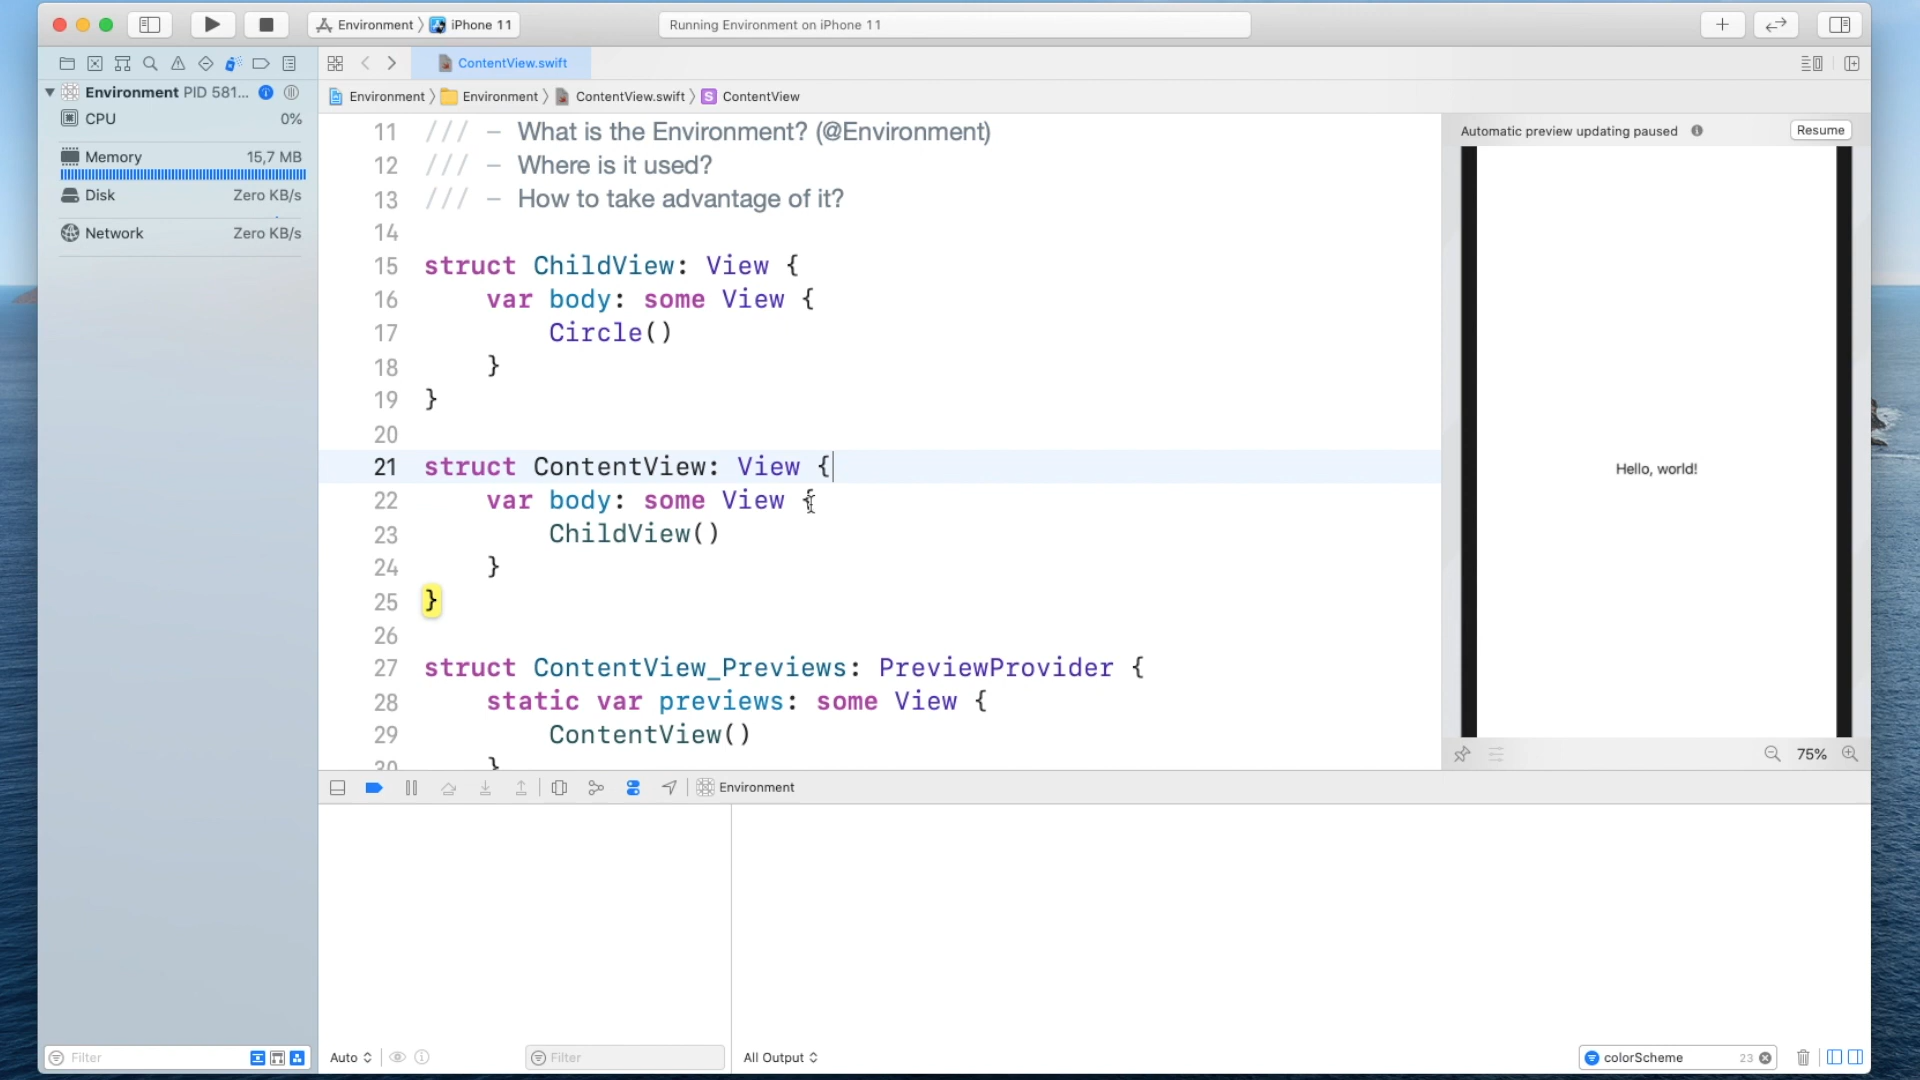 Environment 〉 iPhone 11
Running Environment on iPhone 11
ContentView.swift
Environment PID 581...
CPU 0%
Memory 15,7 MB
Disk Zero KB/s
Network Zero KB/s
Environment 〉 Environment 〉 ContentView.swift 〉 S ContentView
11 /// - What is the Environment? (@Environment)
12 /// - Where is it used?
13 /// - How to take advantage of it?
14
15 struct ChildView: View {
16 var body: some View {
17 Circle()
18 }
19 }
20
21 struct ContentView: View {
22 var body: some View {
23 ChildView()
24 }
25 }
26
27 struct ContentView_Previews: PreviewProvider {
28 static var previews: some View {
29 ContentView()
30 }
Automatic preview updating paused
Resume
Hello, world!
75%
Environment
Filter
Auto
Filter
All Output
colorScheme 23